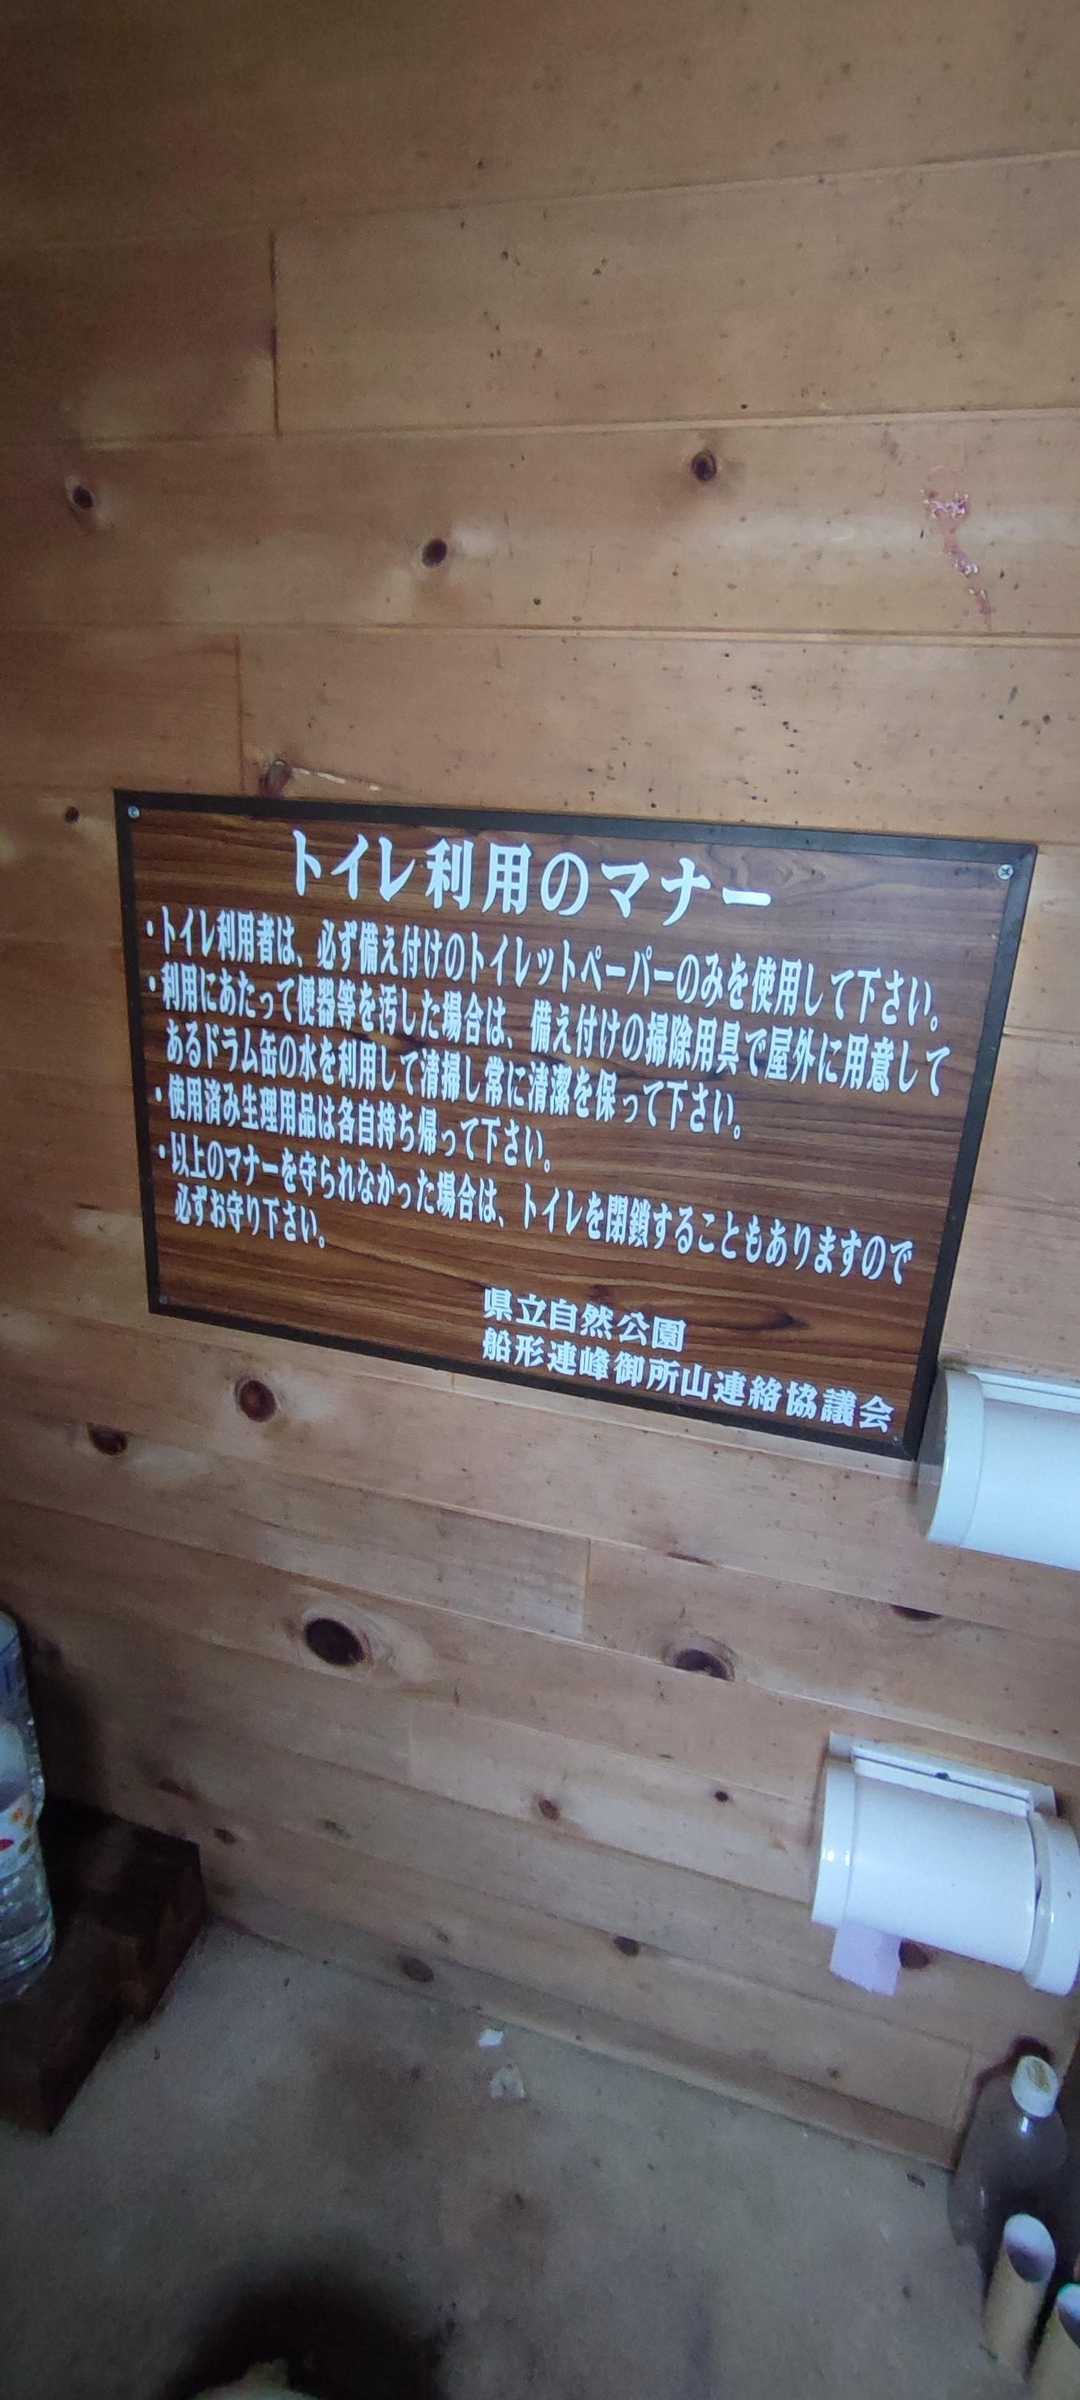 トイレ利用のマナー
・トイレ利用者は、必ず備え付けのトイレットペーパーのみを使用して下さい。
・利用にあたって便器等を汚した場合は、備え付けの掃除用具で屋外に用意して
あるドラム缶の水を利用して清掃し常に清潔を保って下さい。
・使用済み生理用品は各自持ち帰って下さい。
・以上のマナーを守られなかった場合は、トイレを閉鎖することもありますので
必ずお守り下さい。
県立自然公園
船形連峰御所山連絡協議会